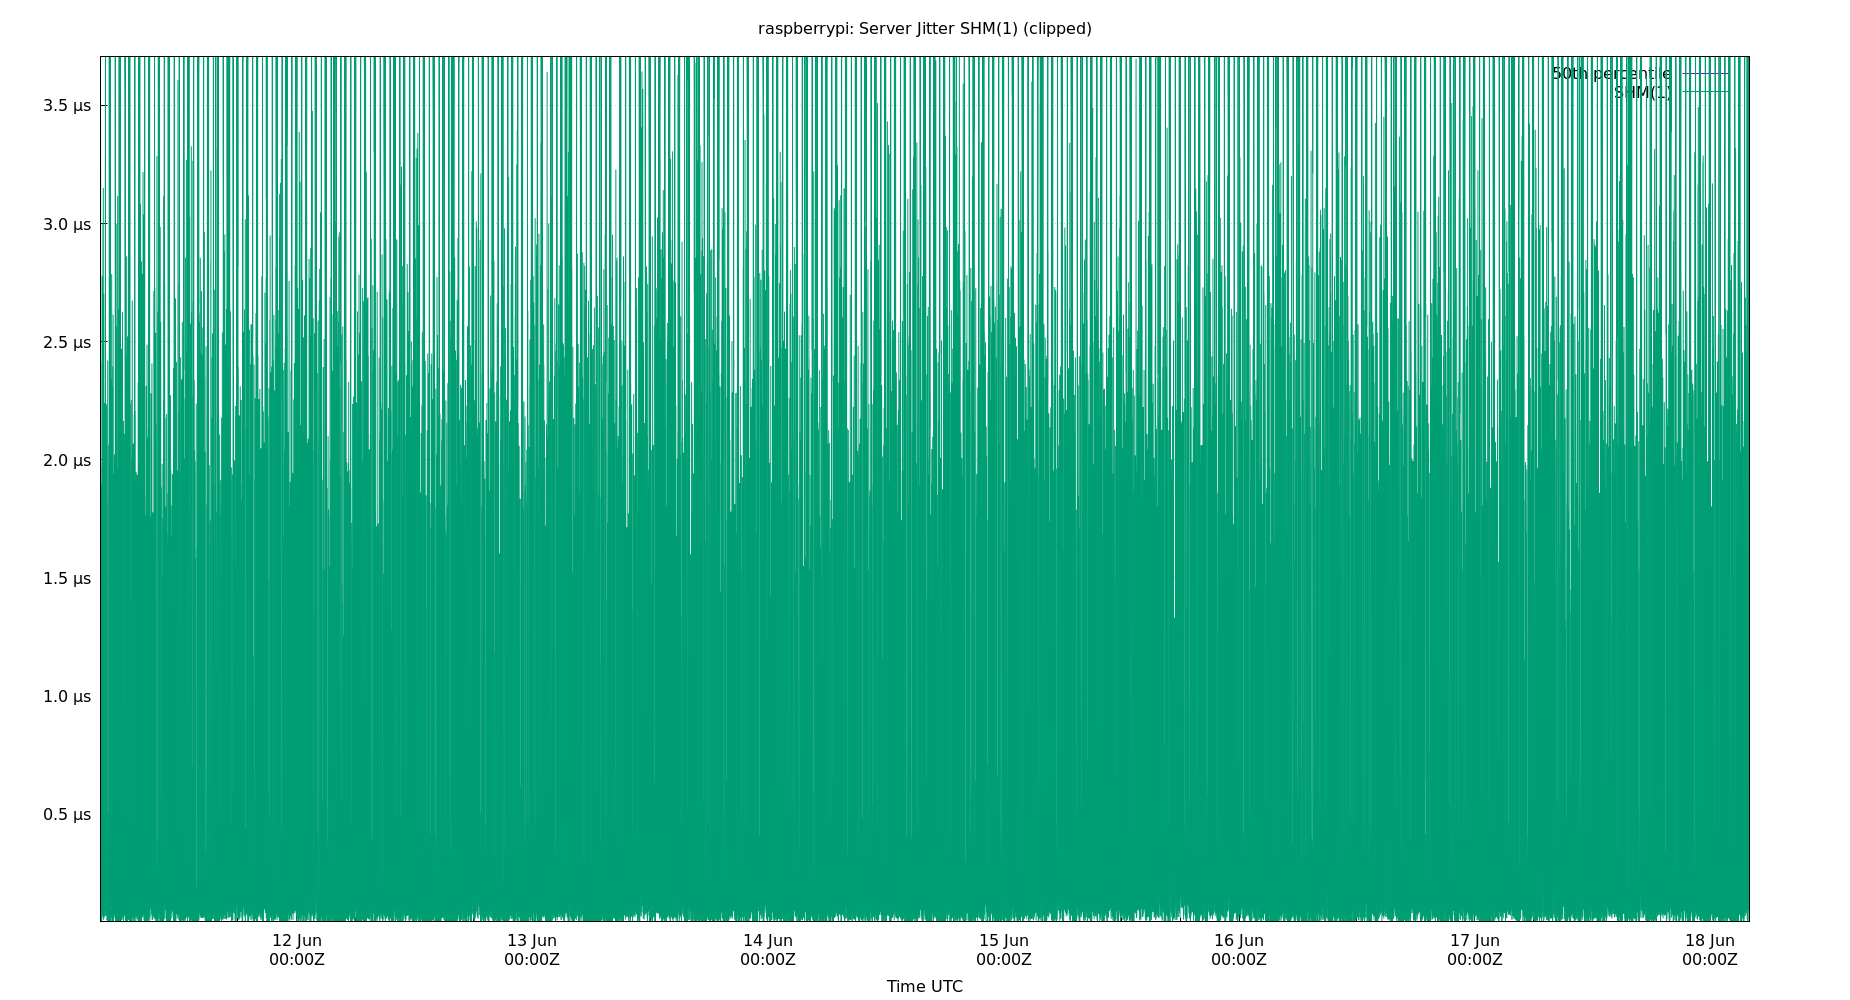 raspberrypi: Server Jitter SHM(1) (clipped)
50th percentile
SHM(1)
3.5 μs
3.0 μs
2.5 μs
2.0 μs
1.5 μs
1.0 μs
0.5 μs
12 Jun 13 Jun 14 Jun 15 Jun 16 Jun 17 Jun 18 Jun
00:00Z 00:00Z 00:00Z 00:00Z 00:00Z 00:00Z 00:00Z
Time UTC